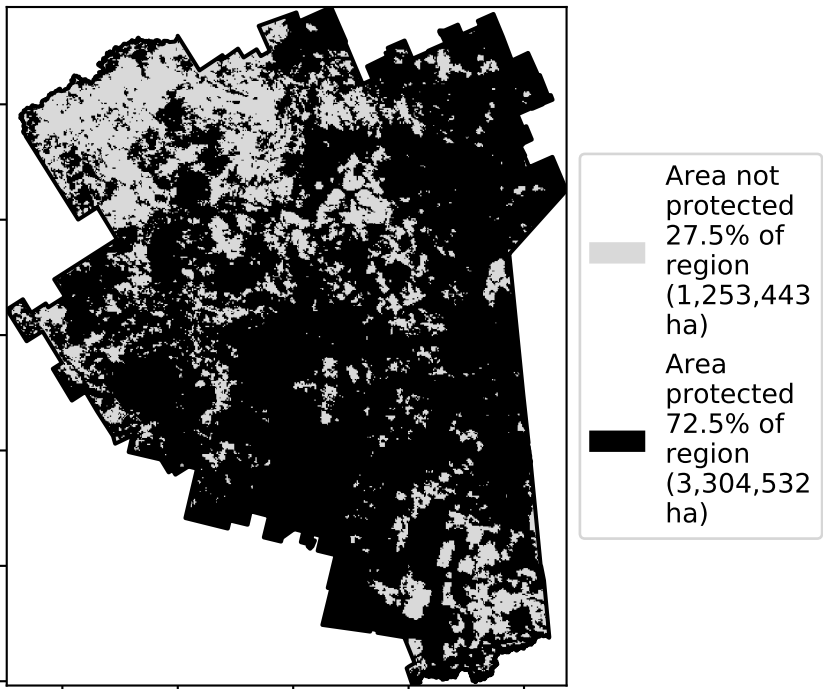 Area not
protected
27.5% of
region
(1,253,443
ha)
Area
protected
72.5% of
region
(3,304,532
ha)